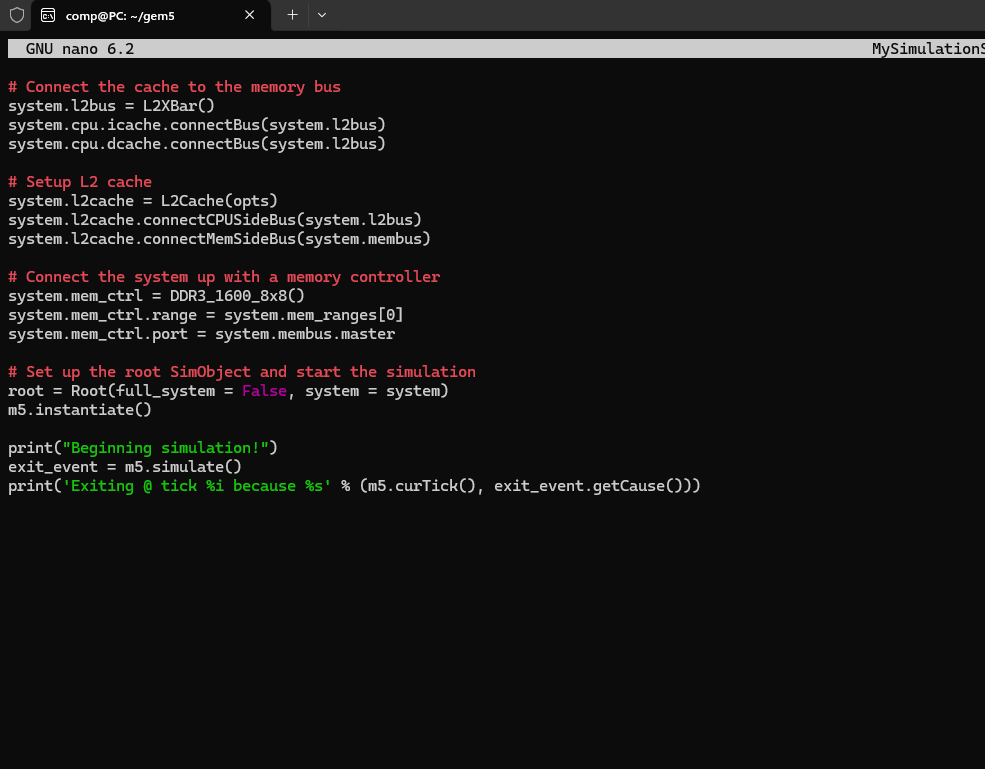 comp@PC: ~/gem5
GNU nano 6.2 MySimulationS
# Connect the cache to the memory bus
system.l2bus = L2XBar()
system.cpu.icache.connectBus(system.l2bus)
system.cpu.dcache.connectBus(system.l2bus)
# Setup L2 cache
system.l2cache = L2Cache(opts)
system.l2cache.connectCPUSideBus(system.l2bus)
system.l2cache.connectMemSideBus(system.membus)
# Connect the system up with a memory controller
system.mem_ctrl = DDR3_1600_8x8()
system.mem_ctrl.range = system.mem_ranges[0]
system.mem_ctrl.port = system.membus.master
# Set up the root SimObject and start the simulation
root = Root(full_system = False, system = system)
m5.instantiate()
print("Beginning simulation!")
exit_event = m5.simulate()
print('Exiting @ tick %i because %s' % (m5.curTick(), exit_event.getCause()))